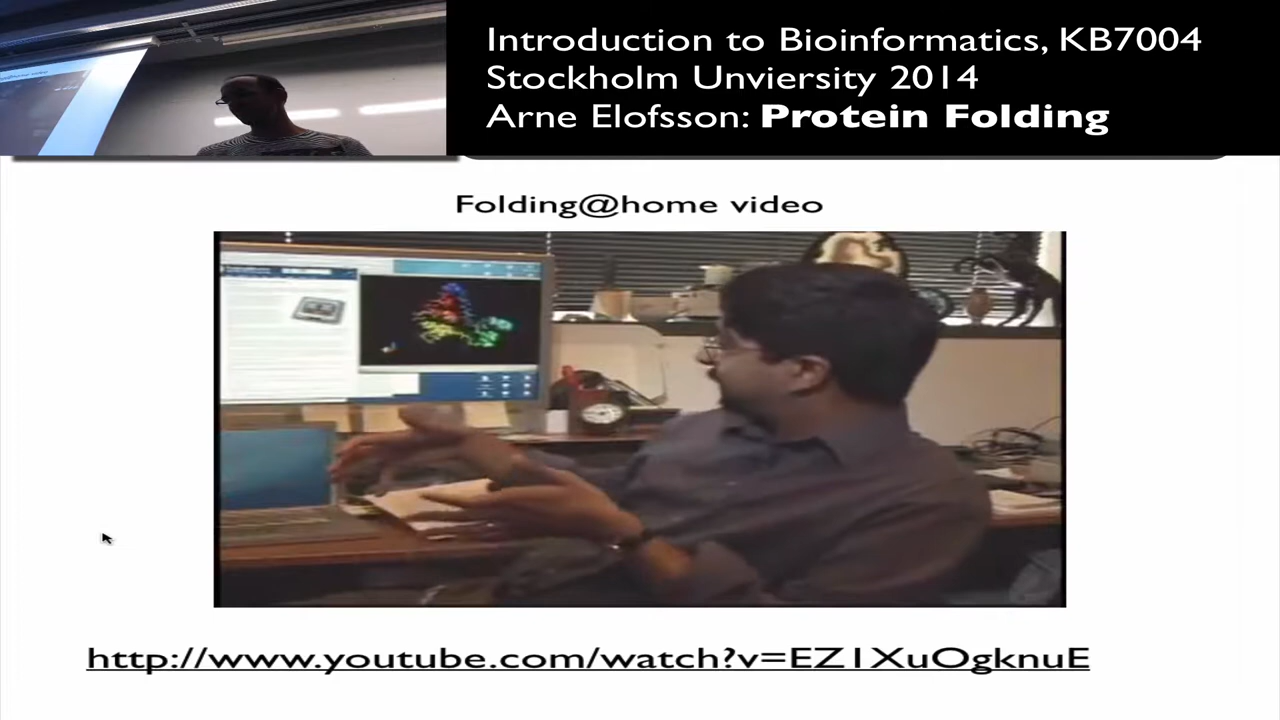 Introduction to Bioinformatics, KB7004
Stockholm Unviersity 2014
Arne Elofsson: Protein Folding
Folding@home video
http://www.youtube.com/watch?v=EZ1XuOgknuE